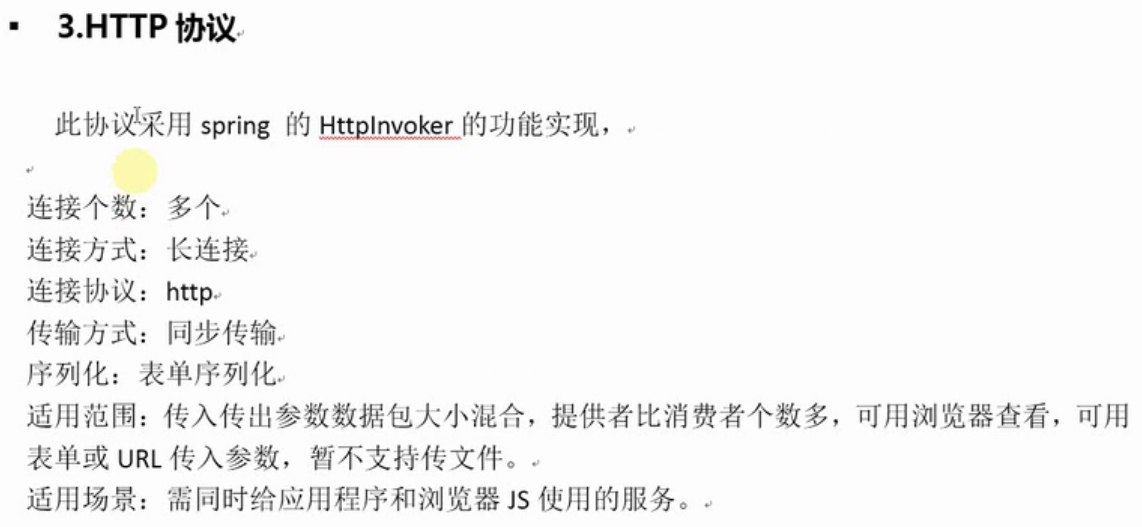 ▪ 3.HTTP 协议
此协议采用 spring 的 HttpInvoker 的功能实现，
连接个数：多个
连接方式：长连接
连接协议：http
传输方式：同步传输
序列化：表单序列化
适用范围：传入传出参数数据包大小混合，提供者比消费者个数多，可用浏览器查看，可用
表单或 URL 传入参数，暂不支持传文件。
适用场景：需同时给应用程序和浏览器 JS 使用的服务。